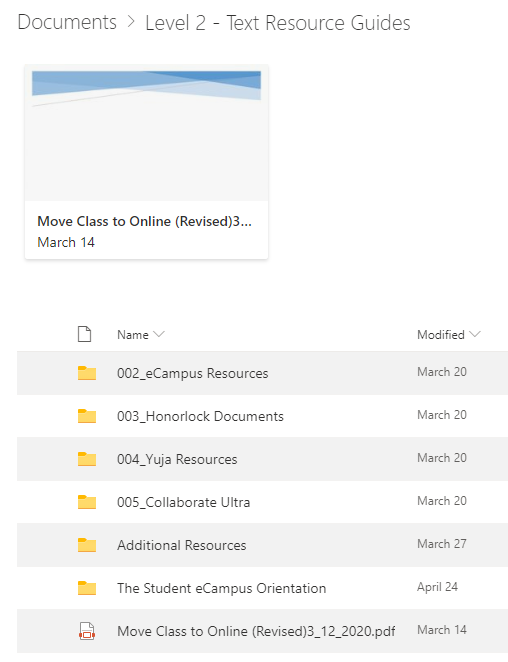 Documents > Level 2 - Text Resource Guides
Move Class to Online (Revised)3...
March 14
Name Modified
002_eCampus Resources March 20
003_Honorlock Documents March 20
004_Yuja Resources March 20
005_Collaborate Ultra March 20
Additional Resources March 27
The Student eCampus Orientation April 24
Move Class to Online (Revised)3_12_2020.pdf March 14